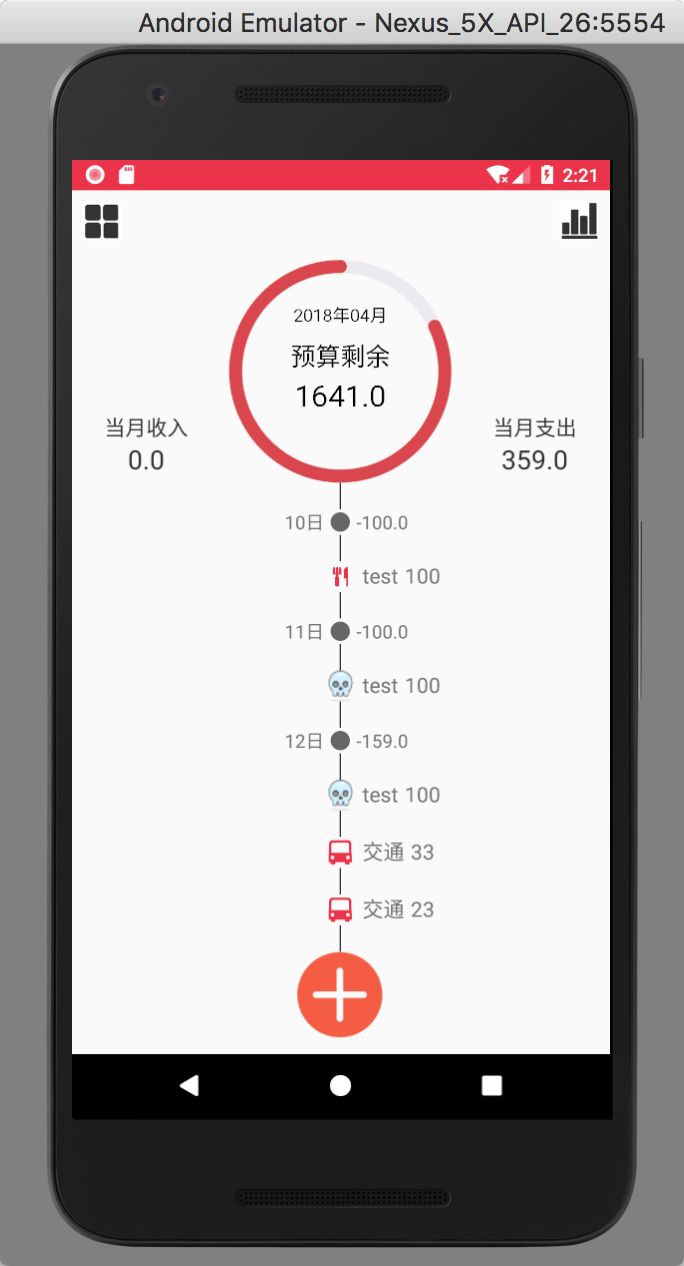 Android Emulator - Nexus_5X_API_26:5554
2:21
2018年04月
预算剩余
1641.0
当月收入
0.0
当月支出
359.0
10日 -100.0
test 100
11日 -100.0
test 100
12日 -159.0
test 100
交通 33
交通 23